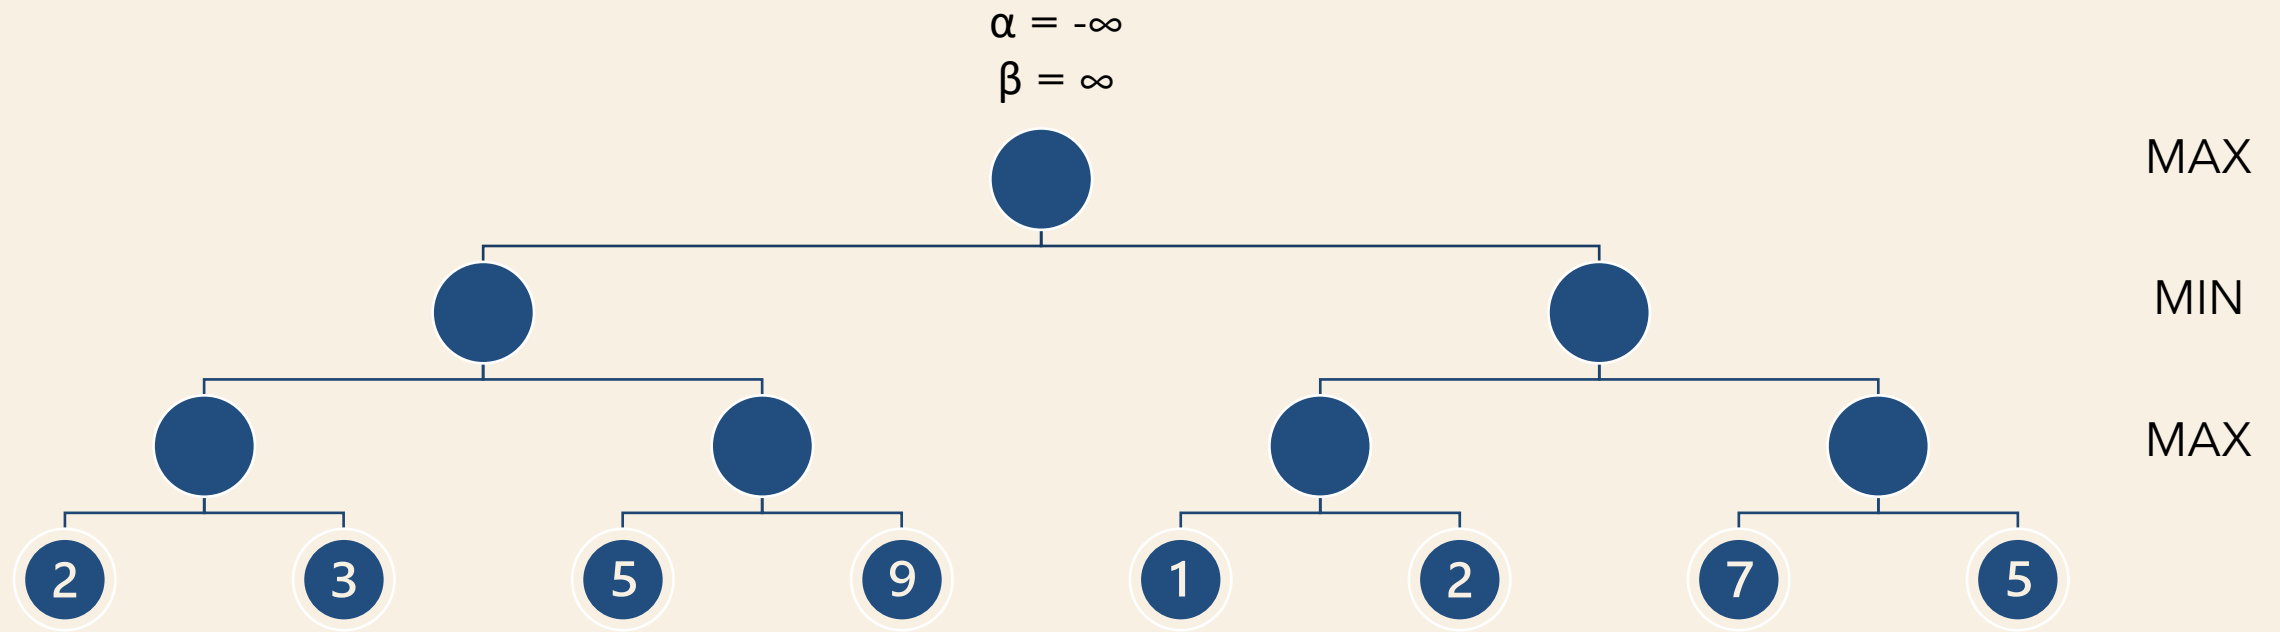 α = -∞
β = ∞
MAX
MIN
MAX
2 3 5 9 1 2 7 5